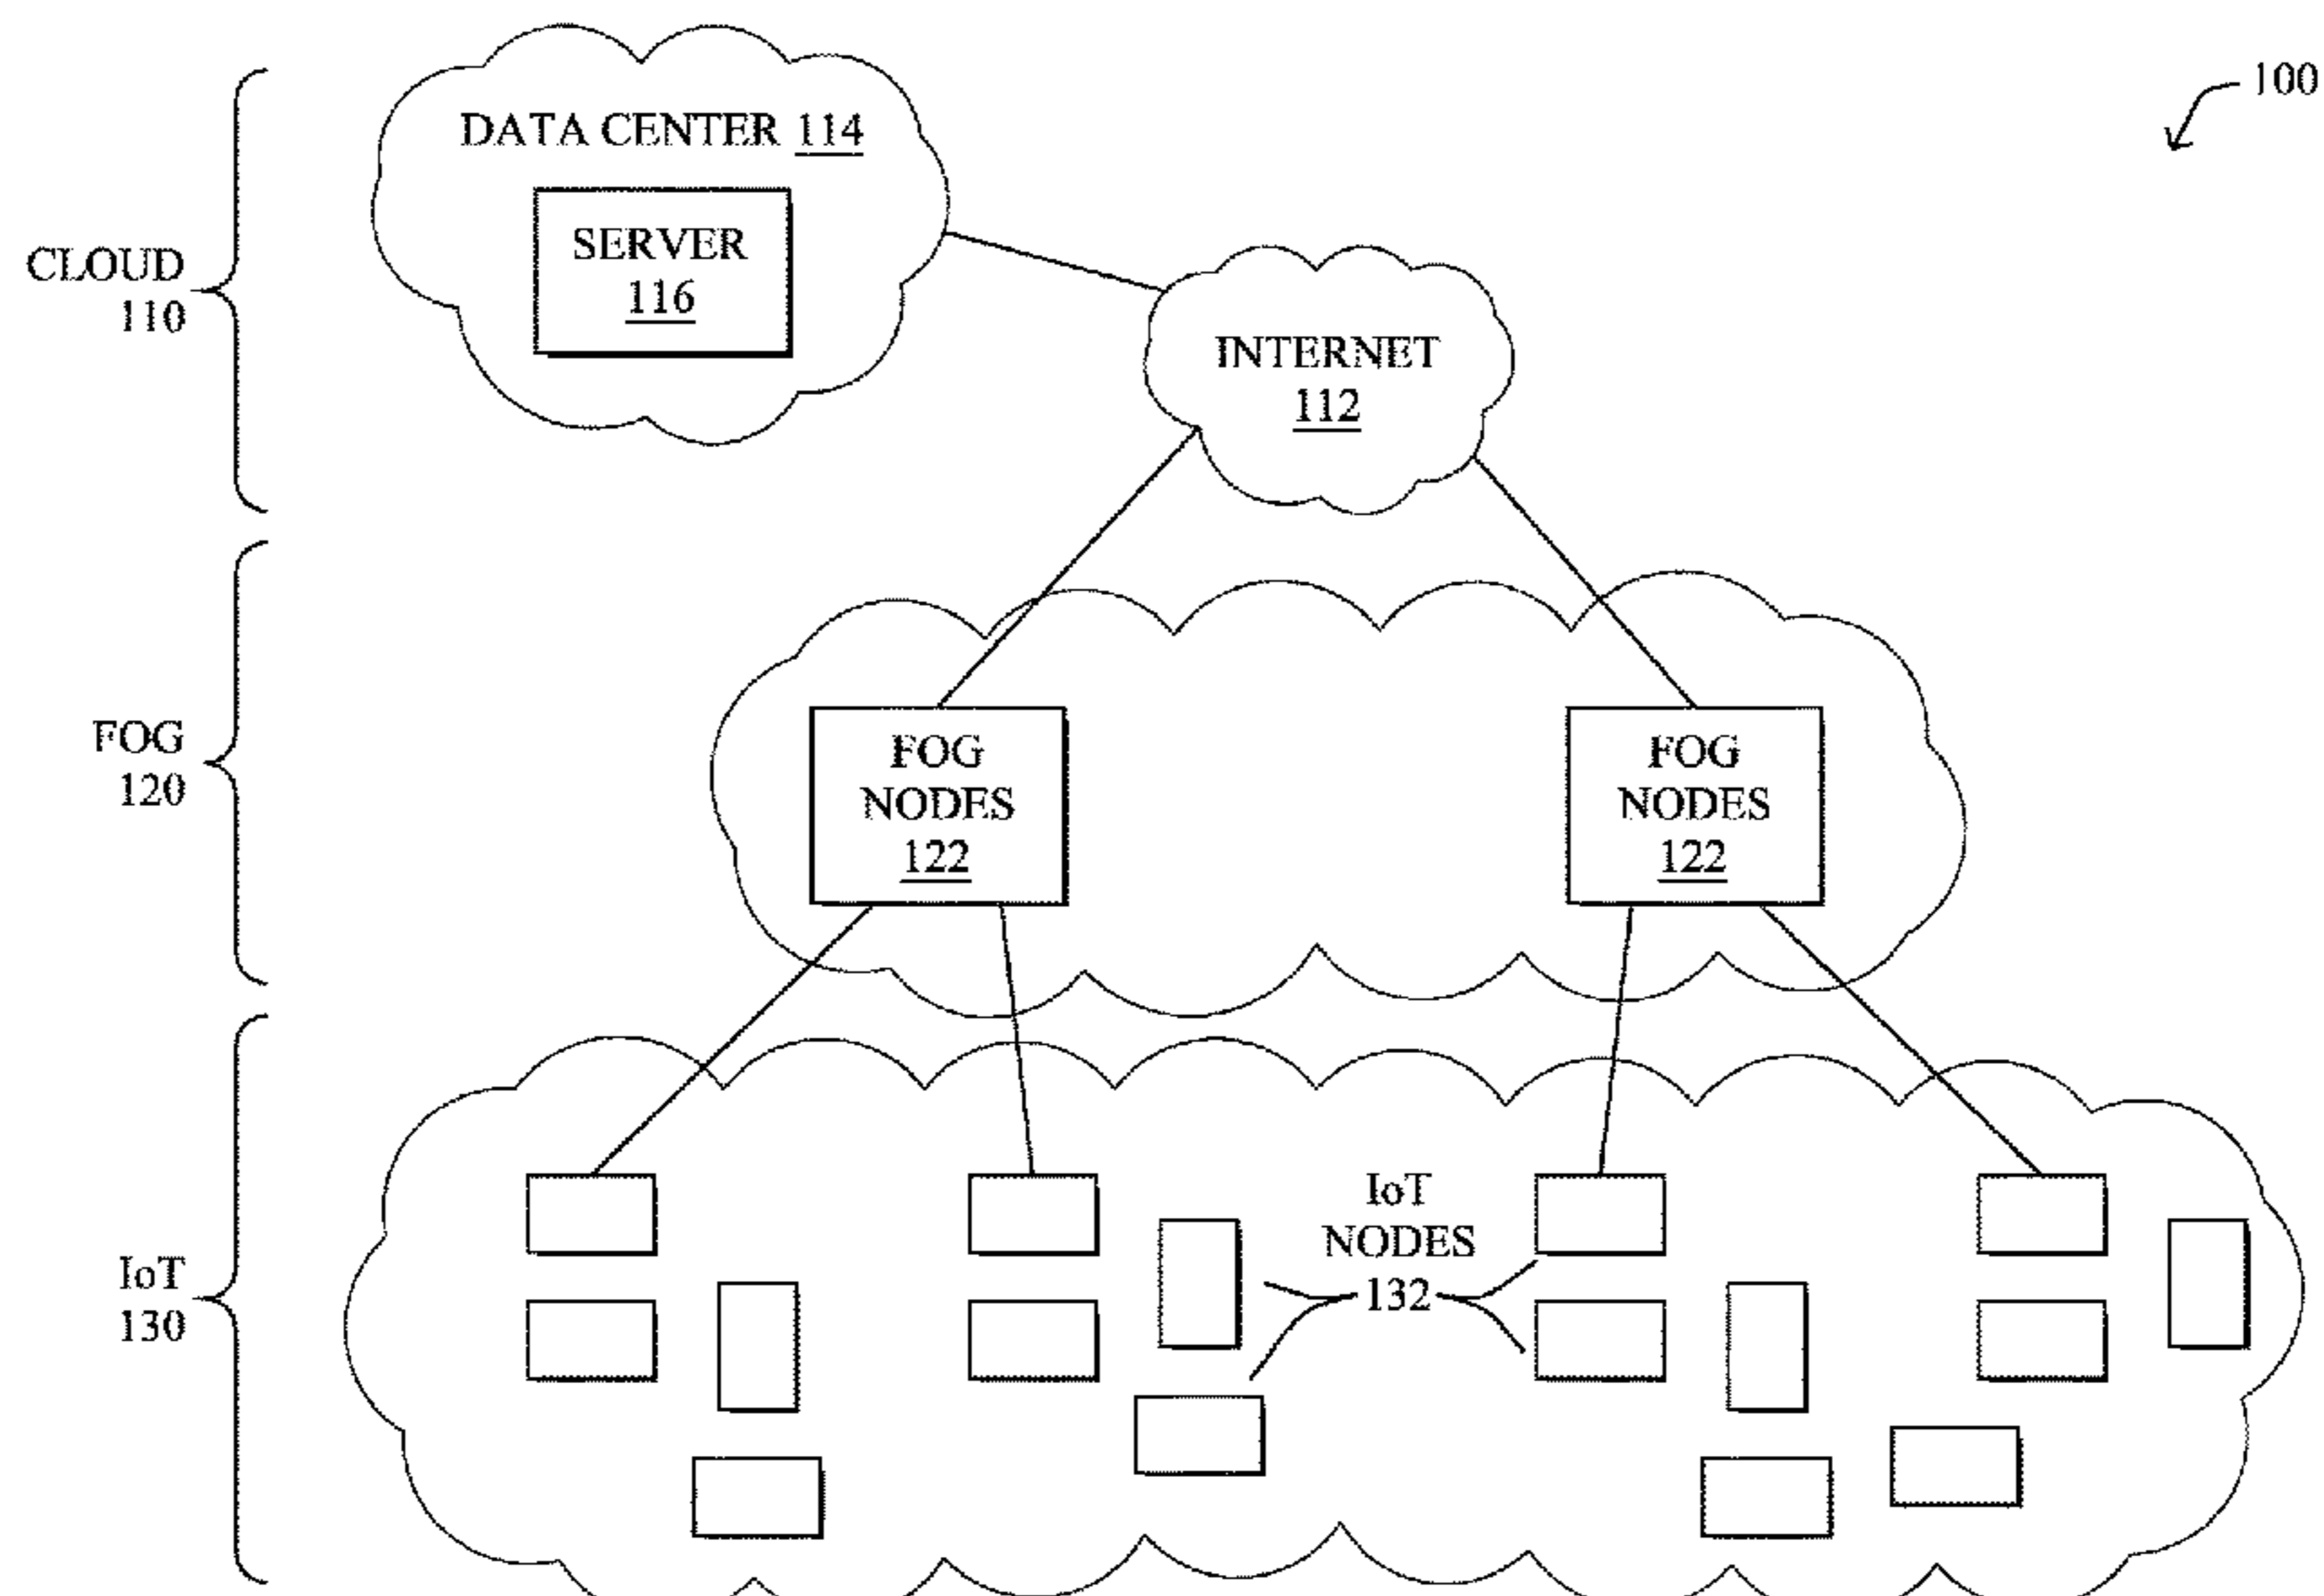 100
DATA CENTER 114
SERVER
116
CLOUD
110
INTERNET
112
FOG
120
FOG
NODES
122
FOG
NODES
122
IoT
130
IoT
NODES
132